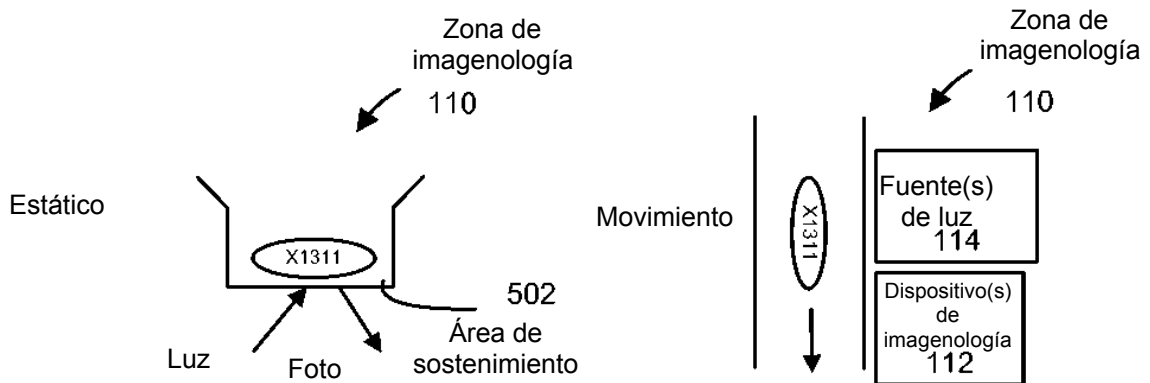 Zona de
imagenología
110
Estático
X1311
502
Área de
sostenimiento
Luz
Foto
Zona de
imagenología
110
Movimiento
X1311
Fuente(s)
de luz
114
Dispositivo(s)
de
imagenología
112